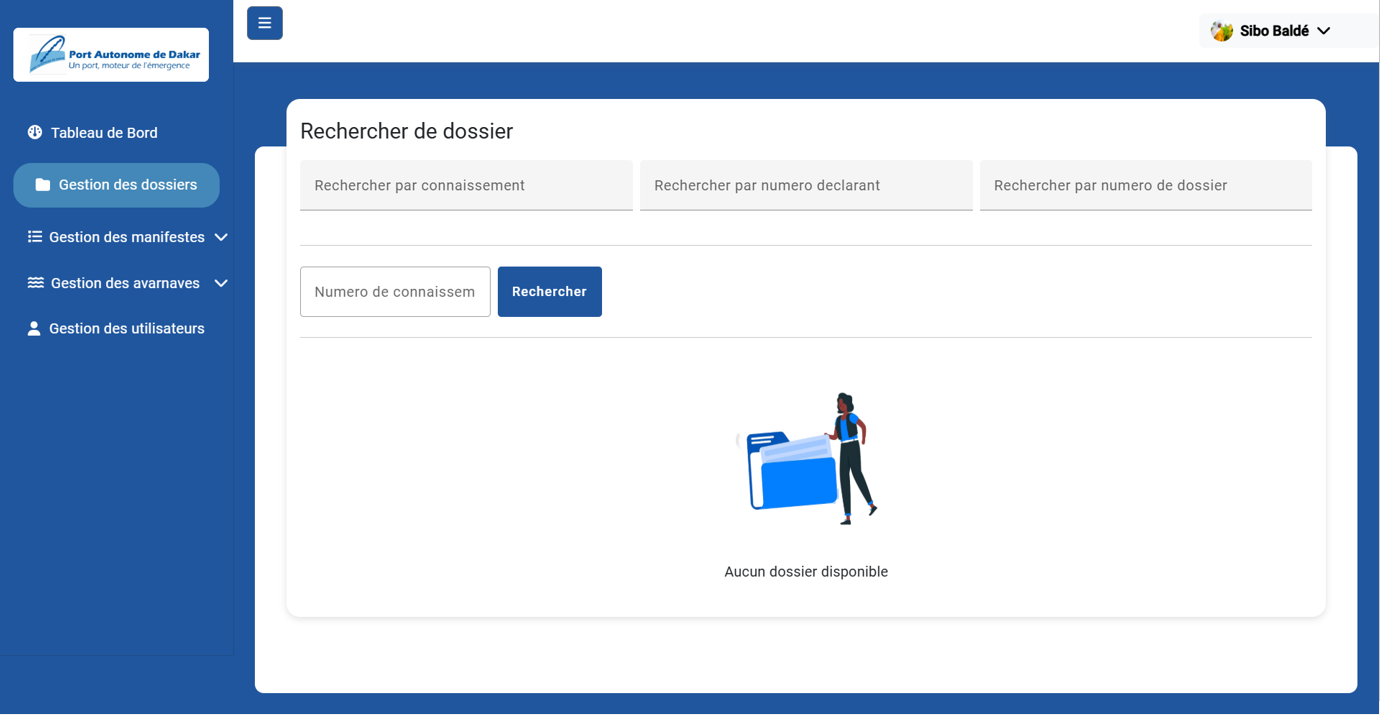 Port Autonome de Dakar
Un port, moteur de l'émergence
Sibo Baldé
Tableau de Bord
Gestion des dossiers
Gestion des manifestes
Gestion des avarnaves
Gestion des utilisateurs
Rechercher de dossier
Rechercher par connaissement
Rechercher par numero declarant
Rechercher par numero de dossier
Numero de connaissem
Rechercher
Aucun dossier disponible